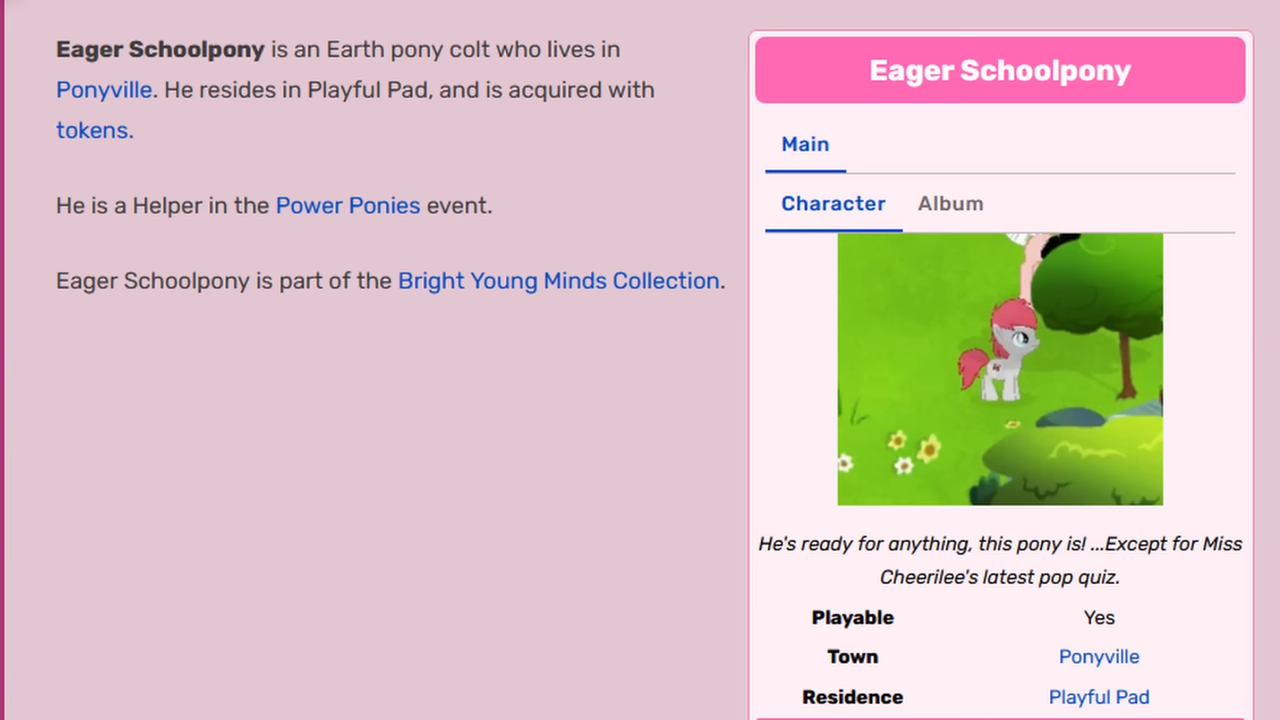 Eager Schoolpony is an Earth pony colt who lives in
Ponyville. He resides in Playful Pad, and is acquired with
tokens.
He is a Helper in the Power Ponies event.
Eager Schoolpony is part of the Bright Young Minds Collection.
Eager Schoolpony
Main
Character Album
He's ready for anything, this pony is! ...Except for Miss
Cheerilee's latest pop quiz.
Playable Yes
Town Ponyville
Residence Playful Pad